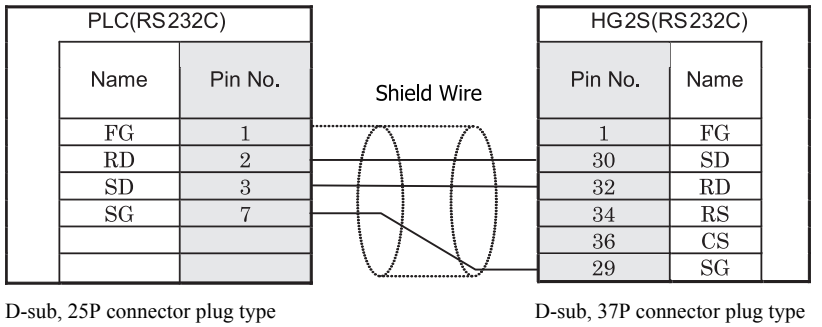 PLC(RS232C) HG2S(RS232C)
Name Pin No. Shield Wire Pin No. Name
FG 1 1 FG
RD 2 30 SD
SD 3 32 RD
SG 7 34 RS
36 CS
29 SG
D-sub, 25P connector plug type D-sub, 37P connector plug type